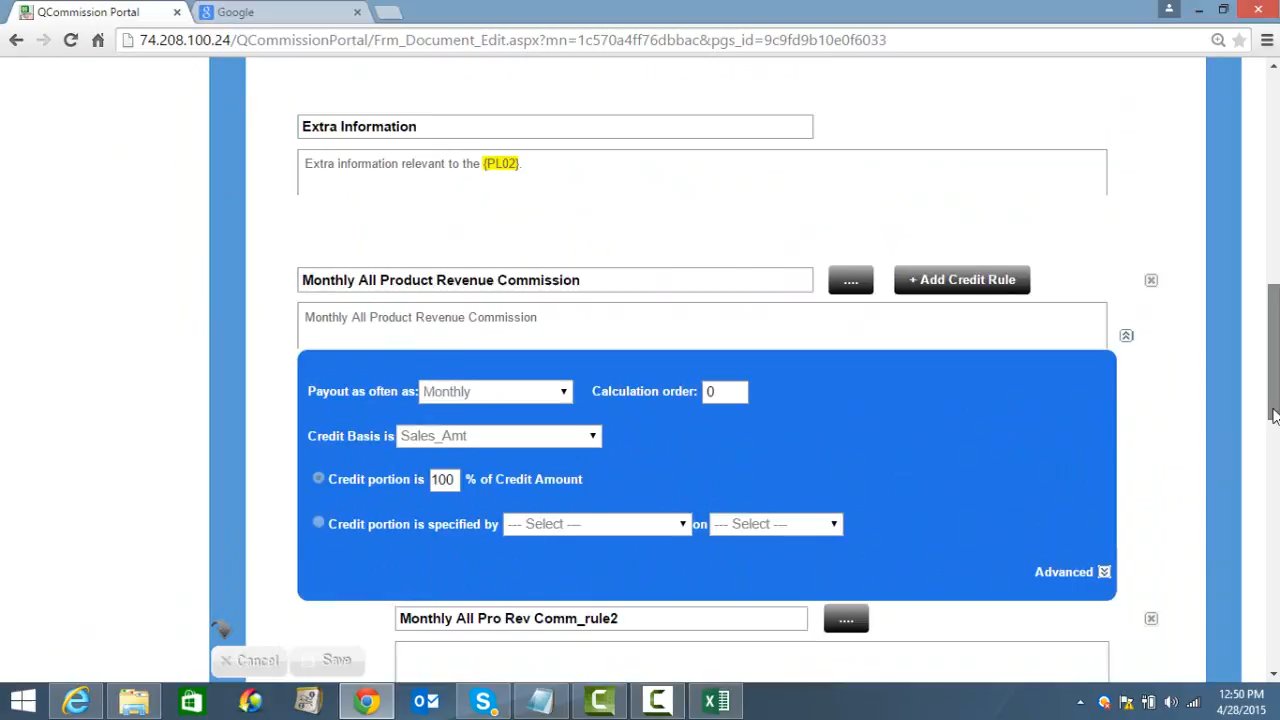 QCommission Portal
Google
74.208.100.24/QCommissionPortal/Frm_Document_Edit.aspx?mn=1c570a4ff76dbbac&pgs_id=9c9fd9b10e0f6033
Extra Information
Extra information relevant to the {PL02}.
Monthly All Product Revenue Commission
....
+ Add Credit Rule
Monthly All Product Revenue Commission
Payout as often as: Monthly Calculation order: 0
Credit Basis is Sales_Amt
Credit portion is 100 % of Credit Amount
Credit portion is specified by --- Select --- on --- Select ---
Advanced
Monthly All Pro Rev Comm_rule2
....
Cancel
Save
12:50 PM
4/28/2015